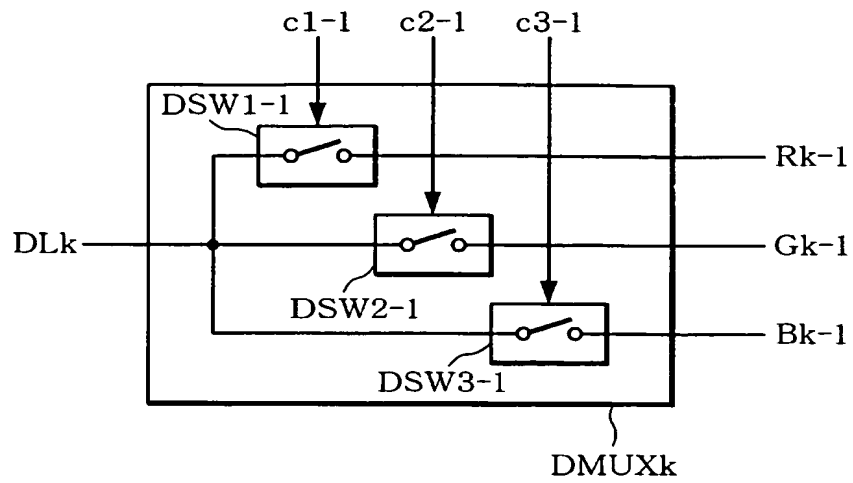 c1-1 c2-1 c3-1
DSW1-1
Rk-1
DLk
Gk-1
DSW2-1
Bk-1
DSW3-1
DMUXk